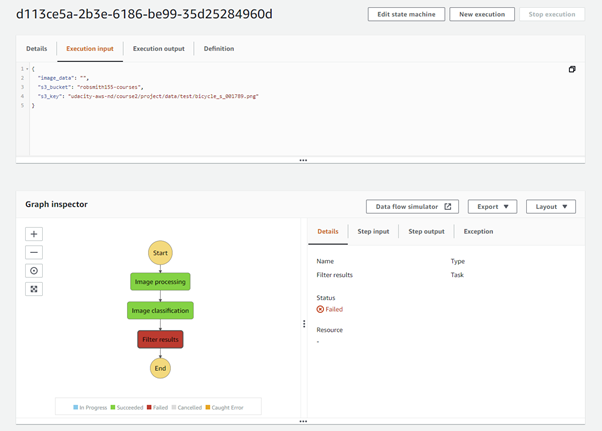 d113ce5a-2b3e-6186-be99-35d25284960d
Edit state machine
New execution
Stop execution
Details
Execution input
Execution output
Definition
1 {
2 "image_data": "",
3 "s3_bucket": "robsmith155-courses",
4 "s3_key": "udacity-aws-nd/course2/project/data/test/bicycle_s_001789.png"
5 }
Graph inspector
Data flow simulator
Export
Layout
Start
Image processing
Image classification
Filter results
End
In Progress
Succeeded
Failed
Cancelled
Caught Error
Details
Step input
Step output
Exception
Name
Type
Filter results
Task
Status
Failed
Resource
-